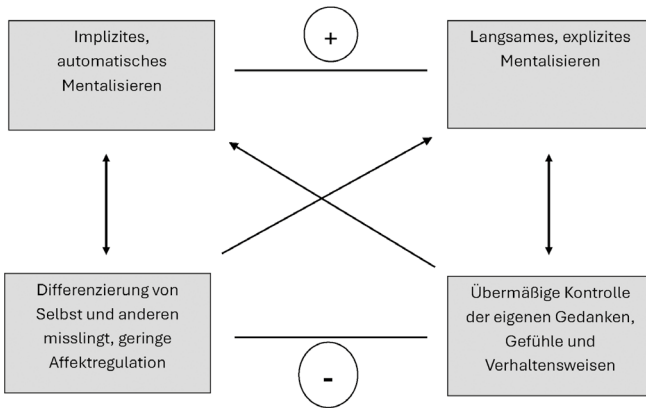 Implizites,
automatisches
Mentalisieren
+
Langsames, explizites
Mentalisieren
Differenzierung von
Selbst und anderen
misslingt, geringe
Affektregulation
-
Übermäßige Kontrolle
der eigenen Gedanken,
Gefühle und
Verhaltensweisen